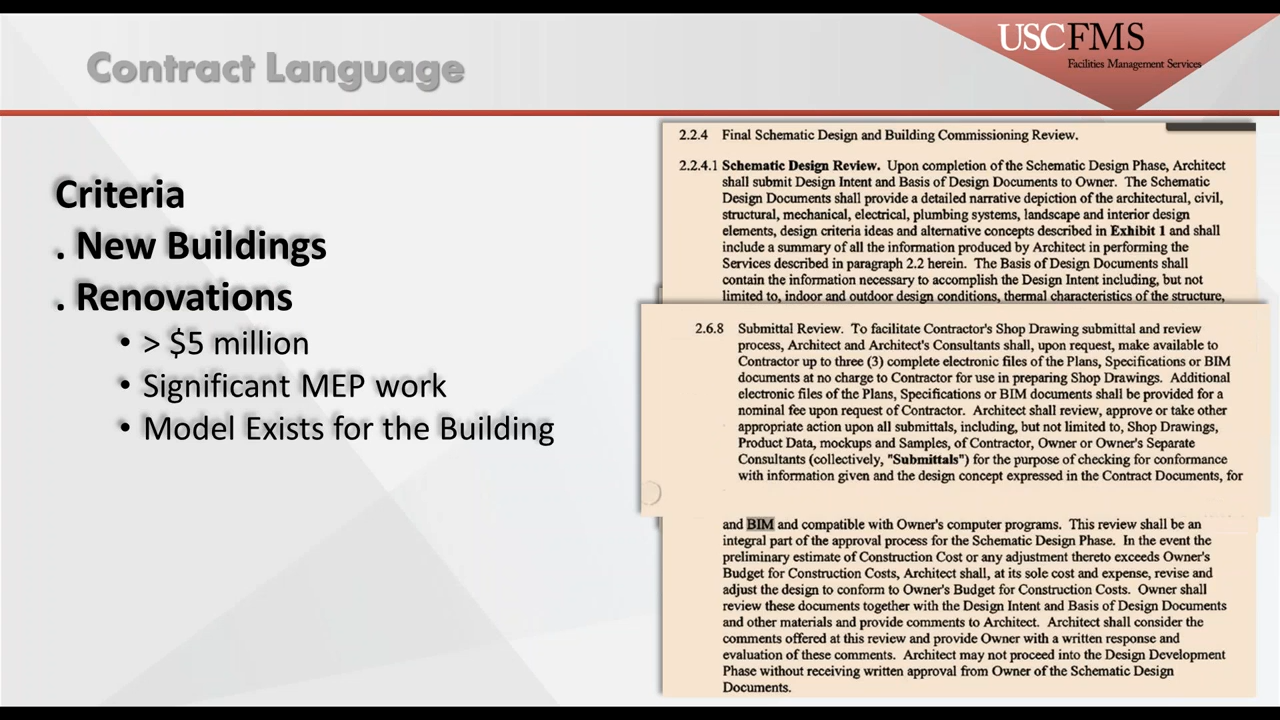 Contract Language
USCFMS
Facilities Management Services
Criteria
. New Buildings
. Renovations
• > $5 million
• Significant MEP work
• Model Exists for the Building
2.2.4 Final Schematic Design and Building Commissioning Review.
2.2.4.1 Schematic Design Review. Upon completion of the Schematic Design Phase, Architect
shall submit Design Intent and Basis of Design Documents to Owner. The Schematic
Design Documents shall provide a detailed narrative depiction of the architectural, civil,
structural, mechanical, electrical, plumbing systems, landscape and interior design
elements, design criteria ideas and alternative concepts described in Exhibit 1 and shall
include a summary of all the information produced by Architect in performing the
Services described in paragraph 2.2 herein. The Basis of Design Documents shall
contain the information necessary to accomplish the Design Intent including, but not
limited to, indoor and outdoor design conditions, thermal characteristics of the structure,
2.6.8 Submittal Review. To facilitate Contractor's Shop Drawing submittal and review
process, Architect and Architect's Consultants shall, upon request, make available to
Contractor up to three (3) complete electronic files of the Plans, Specifications or BIM
documents at no charge to Contractor for use in preparing Shop Drawings. Additional
electronic files of the Plans, Specifications or BIM documents shall be provided for a
nominal fee upon request of Contractor. Architect shall review, approve or take other
appropriate action upon all submittals, including, but not limited to, Shop Drawings,
Product Data, mockups and Samples, of Contractor, Owner or Owner's Separate
Consultants (collectively, "Submittals") for the purpose of checking for conformance
with information given and the design concept expressed in the Contract Documents, for
and BIM and compatible with Owner's computer programs. This review shall be an
integral part of the approval process for the Schematic Design Phase. In the event the
preliminary estimate of Construction Cost or any adjustment thereto exceeds Owner's
Budget for Construction Costs, Architect shall, at its sole cost and expense, revise and
adjust the design to conform to Owner's Budget for Construction Costs. Owner shall
review these documents together with the Design Intent and Basis of Design Documents
and other materials and provide comments to Architect. Architect shall consider the
comments offered at this review and provide Owner with a written response and
evaluation of these comments. Architect may not proceed into the Design Development
Phase without receiving written approval from Owner of the Schematic Design
Documents.